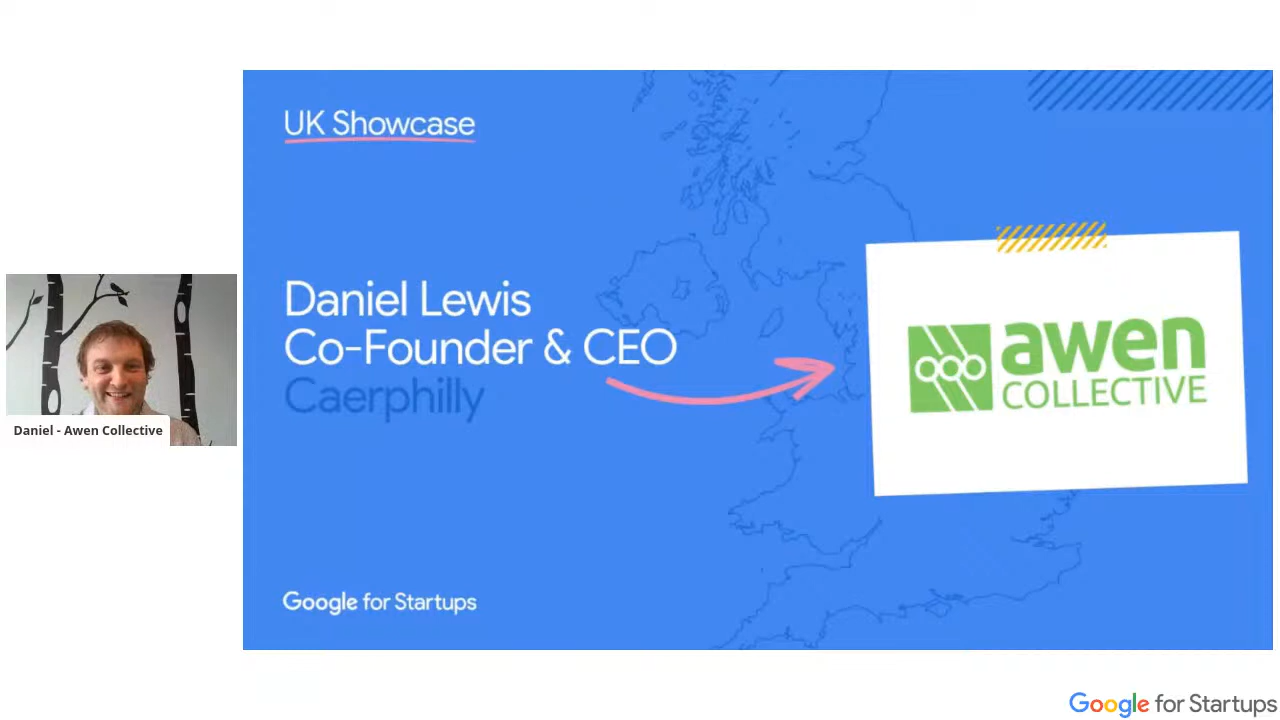 UK Showcase
Daniel Lewis
Co-Founder & CEO
Caerphilly
awen
COLLECTIVE
Daniel - Awen Collective
Google for Startups
Google for Startups